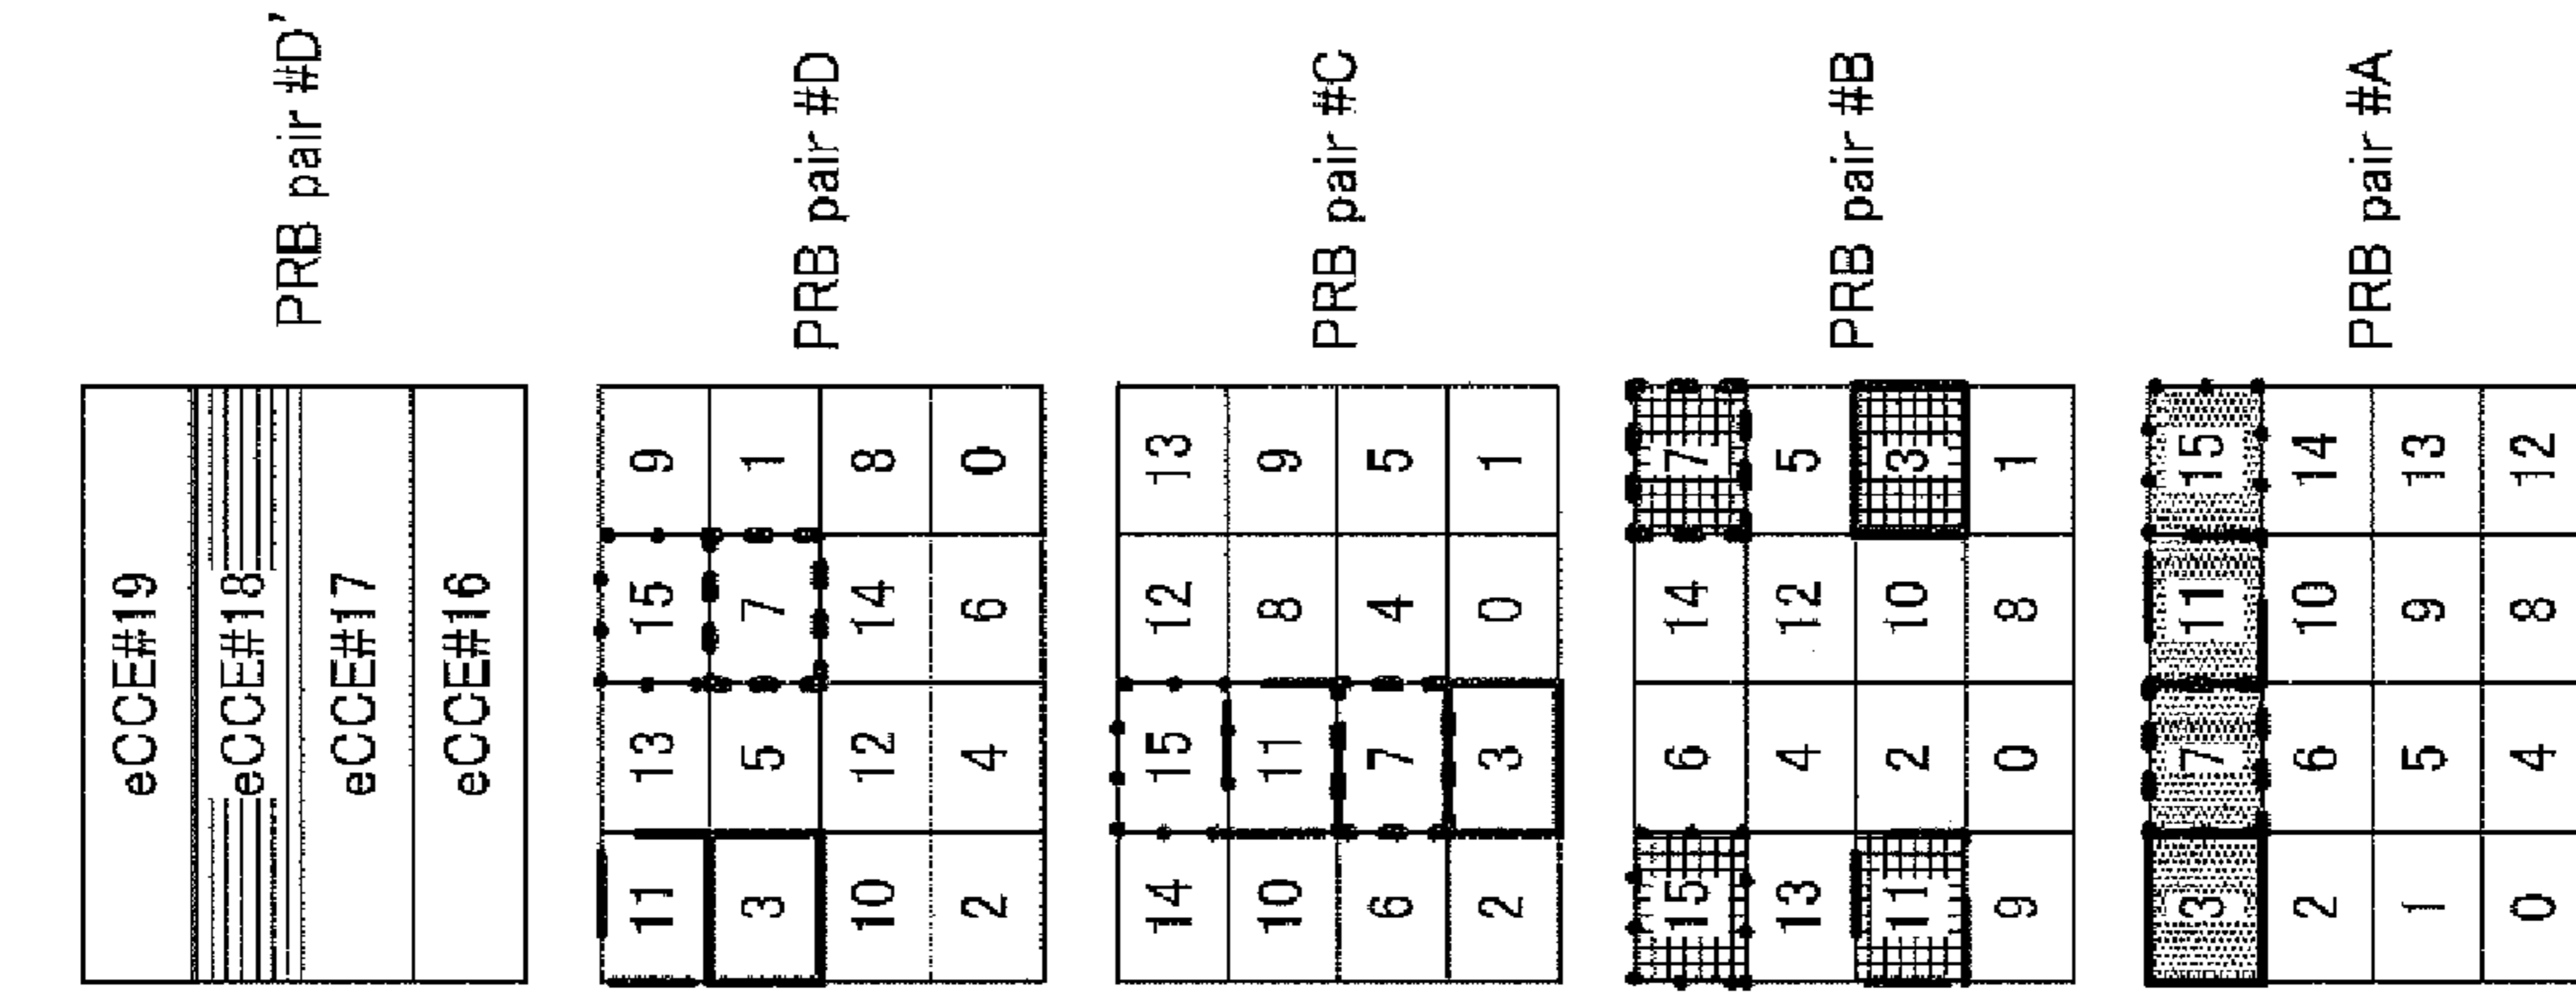 eCCE#19
eCCE#18
eCCE#17
eCCE#16
PRB pair #D'
11 13 15 9
3 5 7 1
10 12 14 8
2 4 6 0
PRB pair #D
14 15 12 13
10 11 8 9
6 7 4 5
2 3 0 1
PRB pair #C
15 6 14 7
13 4 12 5
11 2 10 3
9 0 8 1
PRB pair #B
3 7 11 15
2 6 10 14
1 5 9 13
0 4 8 12
PRB pair #A